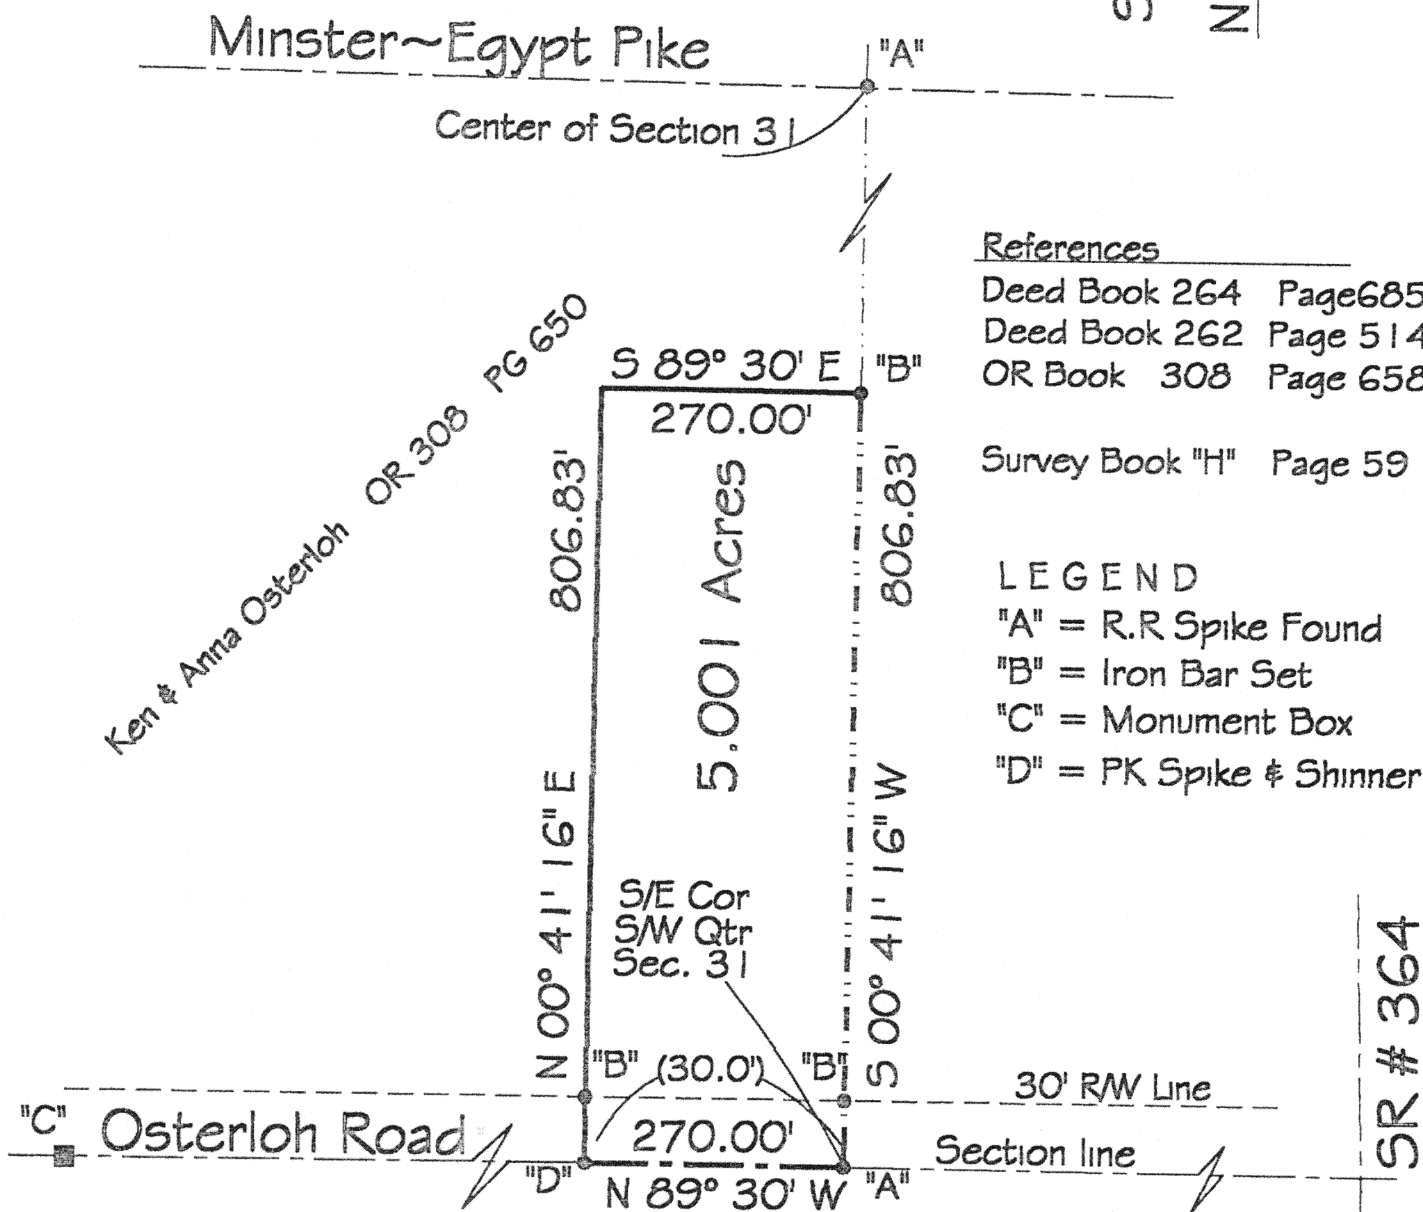 Minster~Egypt Pike
"A"
N
Center of Section 31
References
Deed Book 264 Page685
Deed Book 262 Page 514
OR Book 308 Page 658
Survey Book "H" Page 59
Ken & Anna Osterloh OR 308 PG 650
S 89° 30' E
"B"
270.00'
806.83'
5.001 Acres
806.83'
LEGEND
"A" = R.R Spike Found
"B" = Iron Bar Set
"C" = Monument Box
"D" = PK Spike & Shinner
N 00° 41' 16" E
S 00° 41' 16" W
S/E Cor
S/W Qtr
Sec. 31
SR # 364
"B" (30.0') "B"
30' R/W Line
"C"
Osterloh Road
270.00'
Section line
"D"
N 89° 30' W
"A"